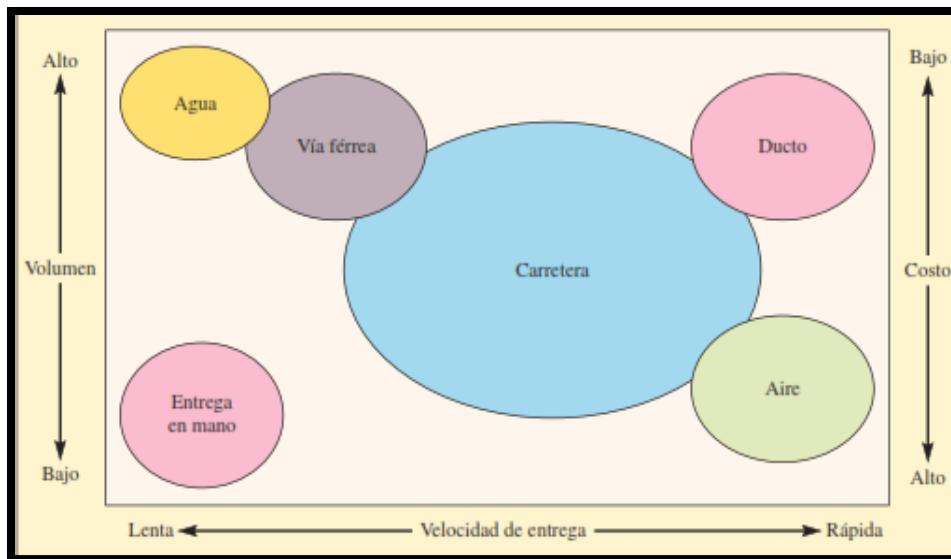 Alto
Bajo
Agua
Vía férrea
Ducto
Volumen
Carretera
Costo
Aire
Entrega
en mano
Bajo
Alto
Lenta
Velocidad de entrega
Rápida